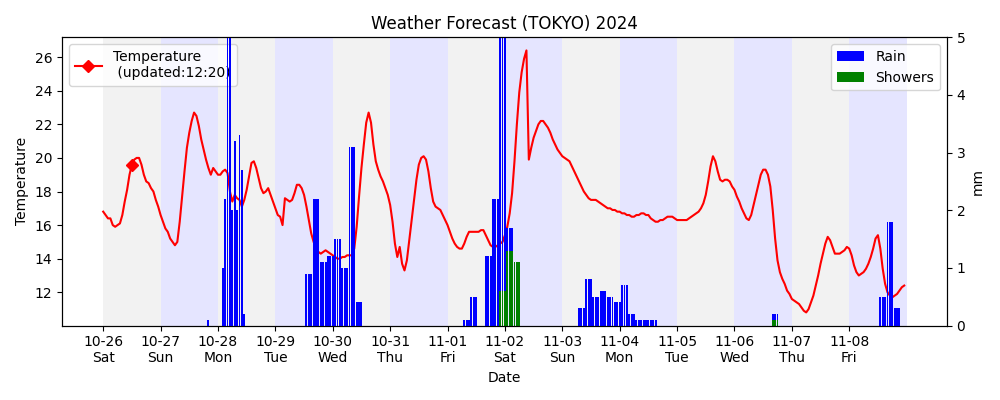 Weather Forecast (TOKYO) 2024
Temperature
(updated:12:20)
Rain
Showers
26
24
22
20
18
16
14
12
Temperature
5
4
3
2
1
0
mm
10-26 10-27 10-28 10-29 10-30 10-31 11-01 11-02 11-03 11-04 11-05 11-06 11-07 11-08
Sat Sun Mon Tue Wed Thu Fri Sat Sun Mon Tue Wed Thu Fri
Date